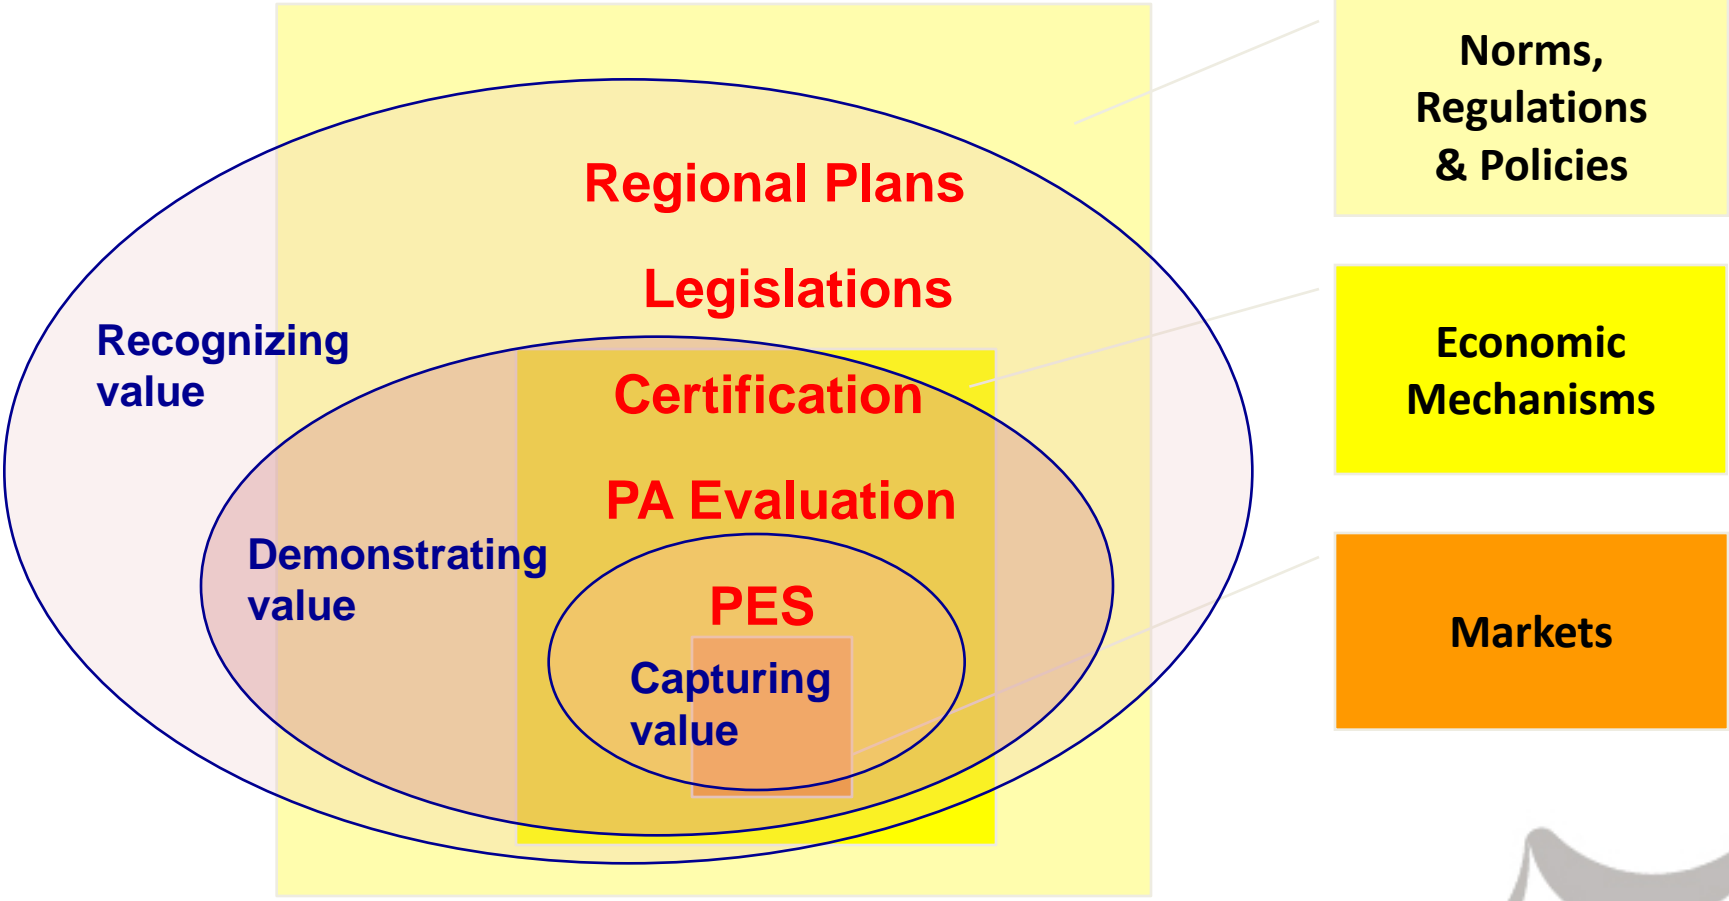 Norms,
Regulations
& Policies
Regional Plans
Legislations
Recognizing
value
Certification
Economic
Mechanisms
PA Evaluation
Demonstrating
value
PES
Capturing
value
Markets